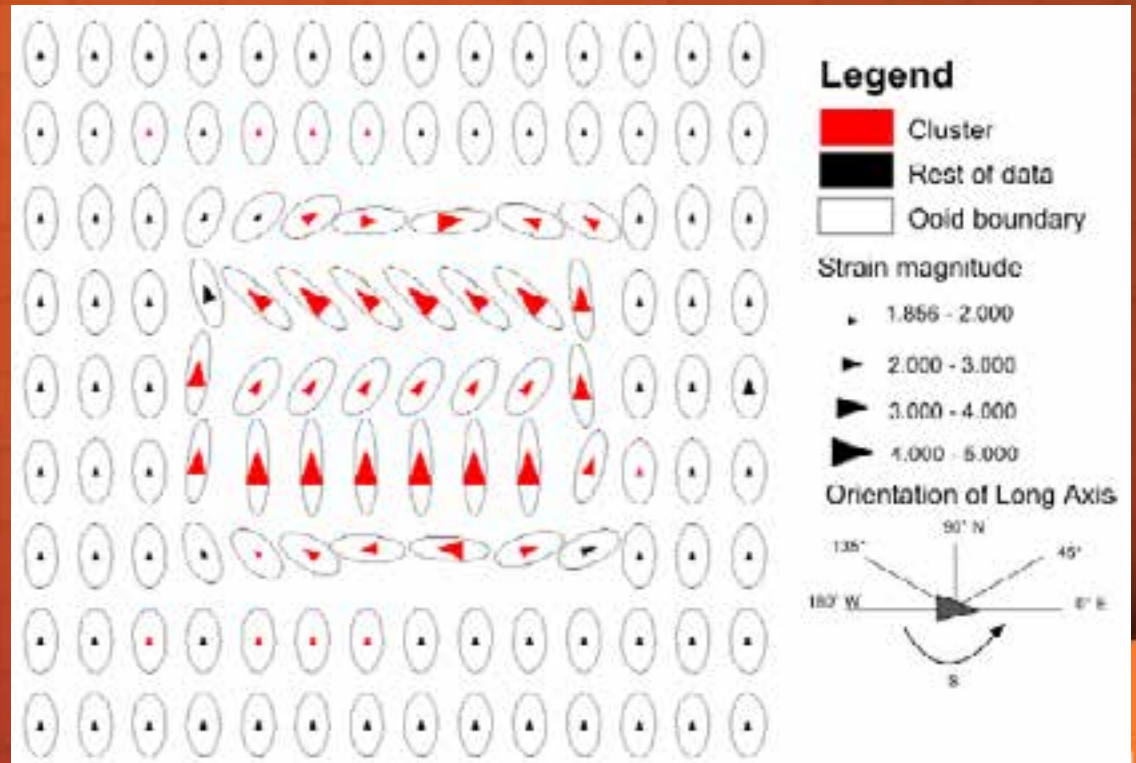 Legend
Cluster
Rest of data
Ooid boundary
Strain magnitude
1.856 - 2.000
2.000 - 3.000
3.000 - 4.000
4.000 - 5.000
Orientation of Long Axis
90° N
135°
45°
180° W
0° E
S